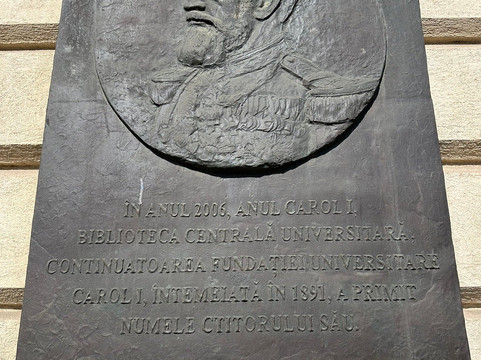 ÎN ANUL 2006, ANUL CAROL I,
BIBLIOTECA CENTRALĂ UNIVERSITARĂ,
CONTINUATOAREA FUNDAȚIEI UNIVERSITARE
CAROL I, ÎNTEMEIATĂ ÎN 1891, A PRIMIT
NUMELE CTITORULUI SĂU.